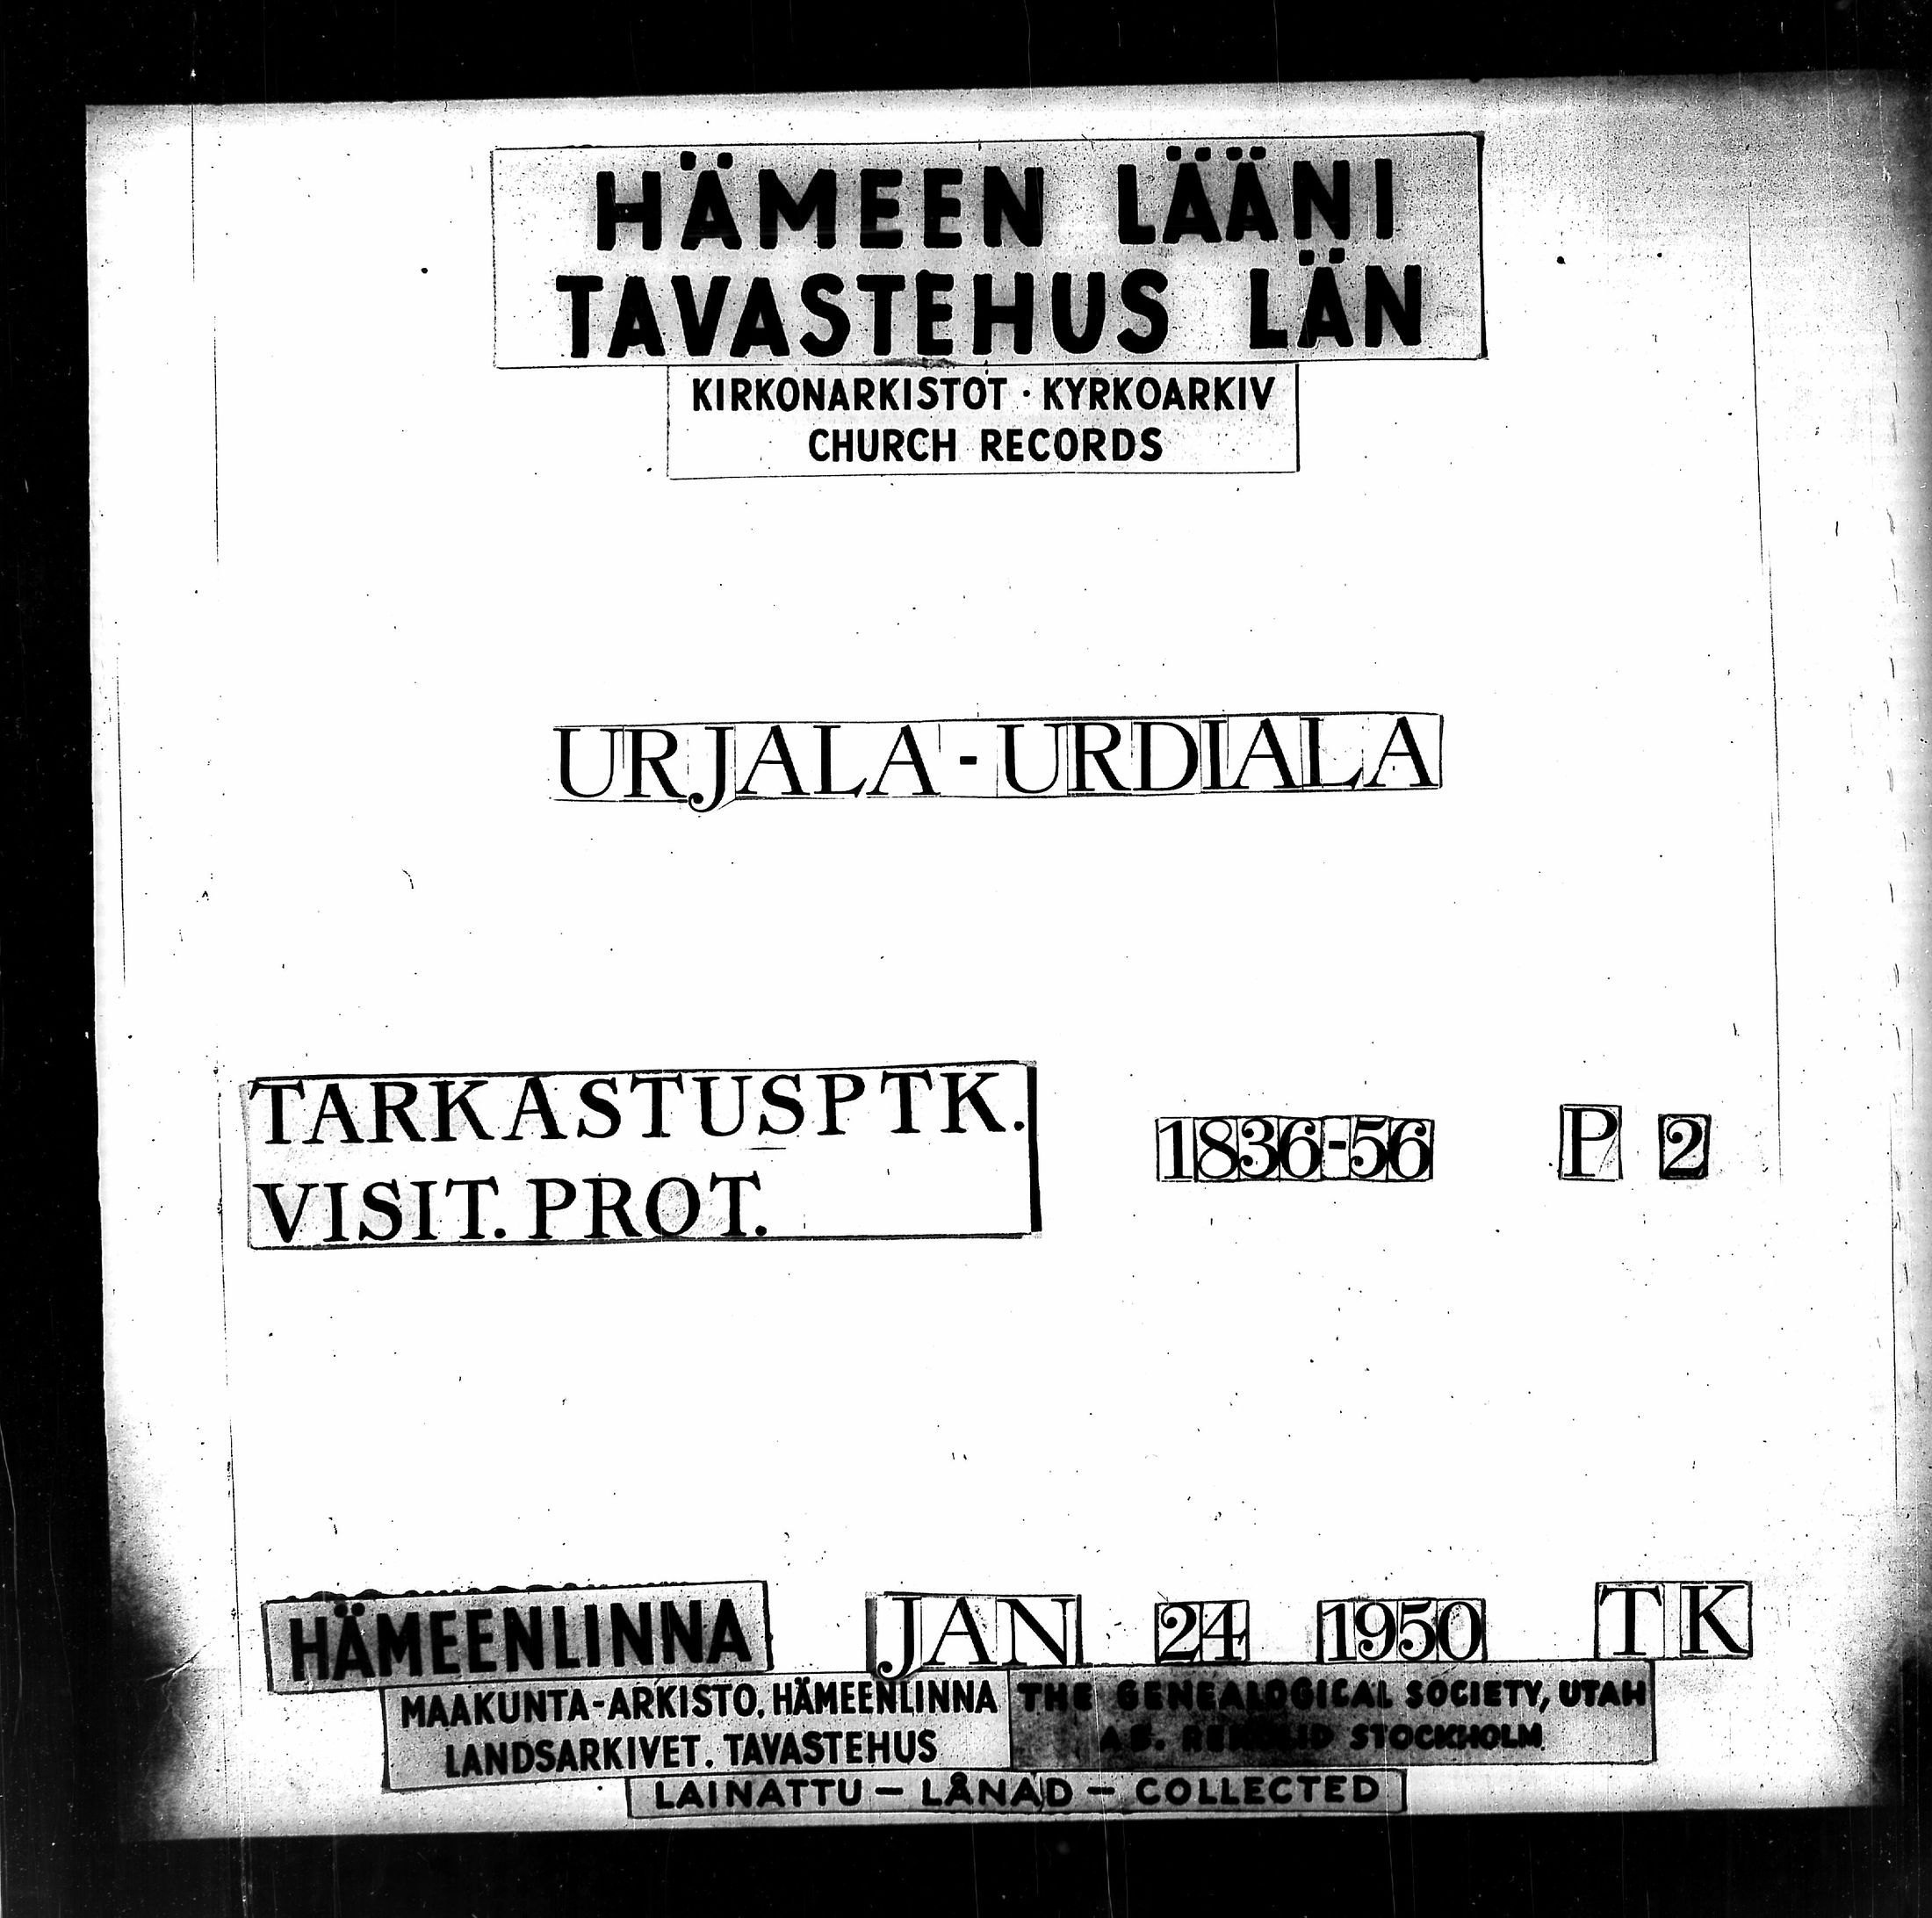 HÄMEEN LÄÄNI
TAVASTEHUS LÄN
KIRKONARKISTOT · KYRKOARKIV
CHURCH RECORDS
URJALA - URDIALA
TARKASTUSPTK.
VISIT. PROT.
1836-56 P 2
HÄMEENLINNA JAN 24 1950 TK
MAAKUNTA-ARKISTO, HÄMEENLINNA
LANDSARKIVET. TAVASTEHUS
THE GENEALOGICAL SOCIETY, UTAH
STOCKHOLM
LAINATTU – LÅNAD – COLLECTED